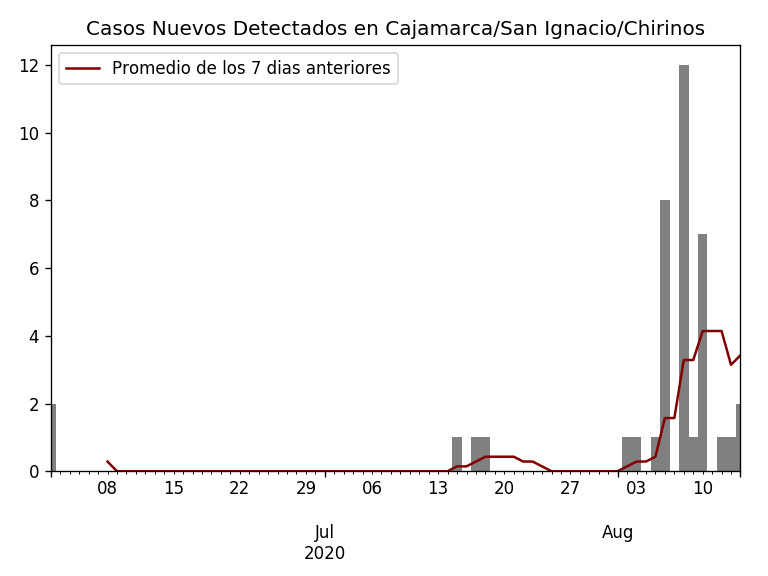 Casos Nuevos Detectados en Cajamarca/San Ignacio/Chirinos
Promedio de los 7 dias anteriores
12
10
8
6
4
2
0
08 15 22 29 06 13 20 27 03 10
Jul Aug
2020